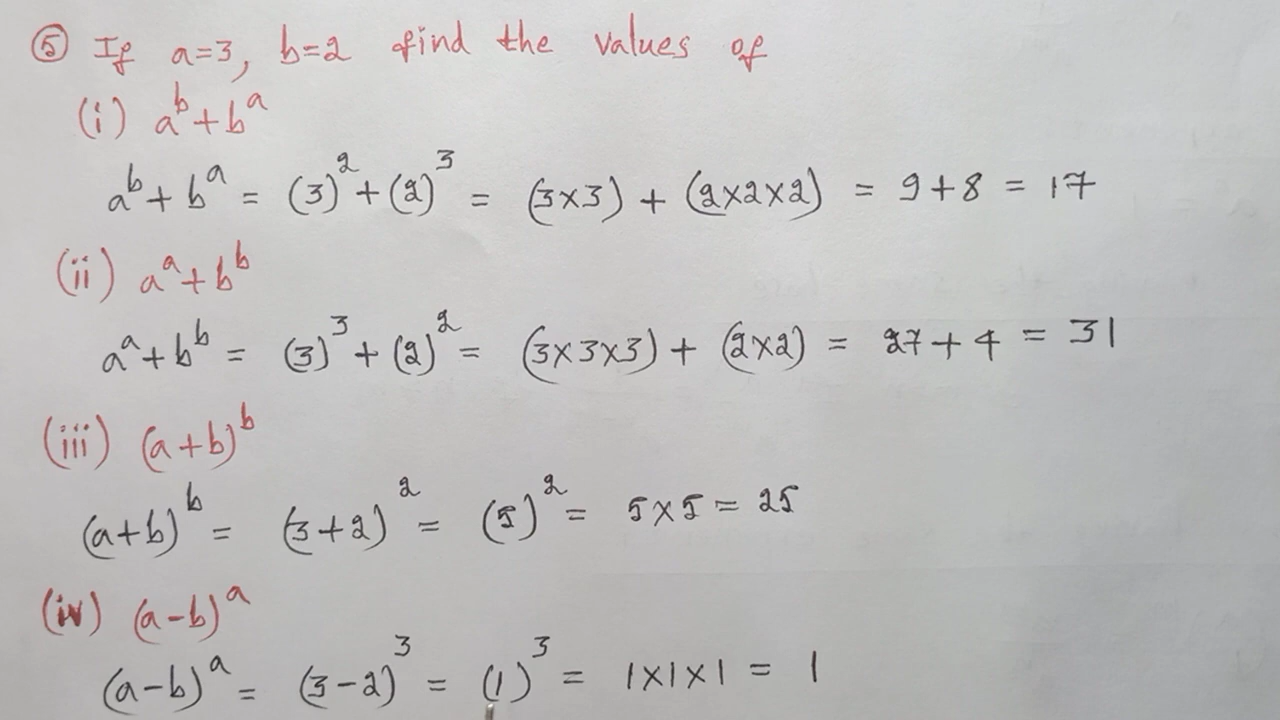 ⑤ If a=3, b=2 find the values of
(i) a^b + b^a
a^b + b^a = (3)^2 + (2)^3 = (3×3) + (2×2×2) = 9+8 = 17
(ii) a^a + b^b
a^a + b^b = (3)^3 + (2)^2 = (3×3×3) + (2×2) = 27+4 = 31
(iii) (a+b)^b
(a+b)^b = (3+2)^2 = (5)^2 = 5×5 = 25
(iv) (a-b)^a
(a-b)^a = (3-2)^3 = (1)^3 = 1×1×1 = 1